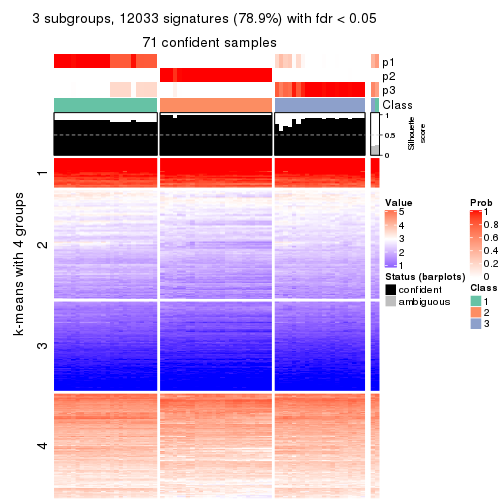 3 subgroups, 12033 signatures (78.9%) with fdr < 0.05
71 confident samples
p1
p2
p3
Class
1
0.5
0
Silhouette
score
k-means with 4 groups
1
2
3
4
Value
5
4
3
2
1
Status (barplots)
confident
ambiguous
Prob
1
0.8
0.6
0.4
0.2
0
Class
1
2
3